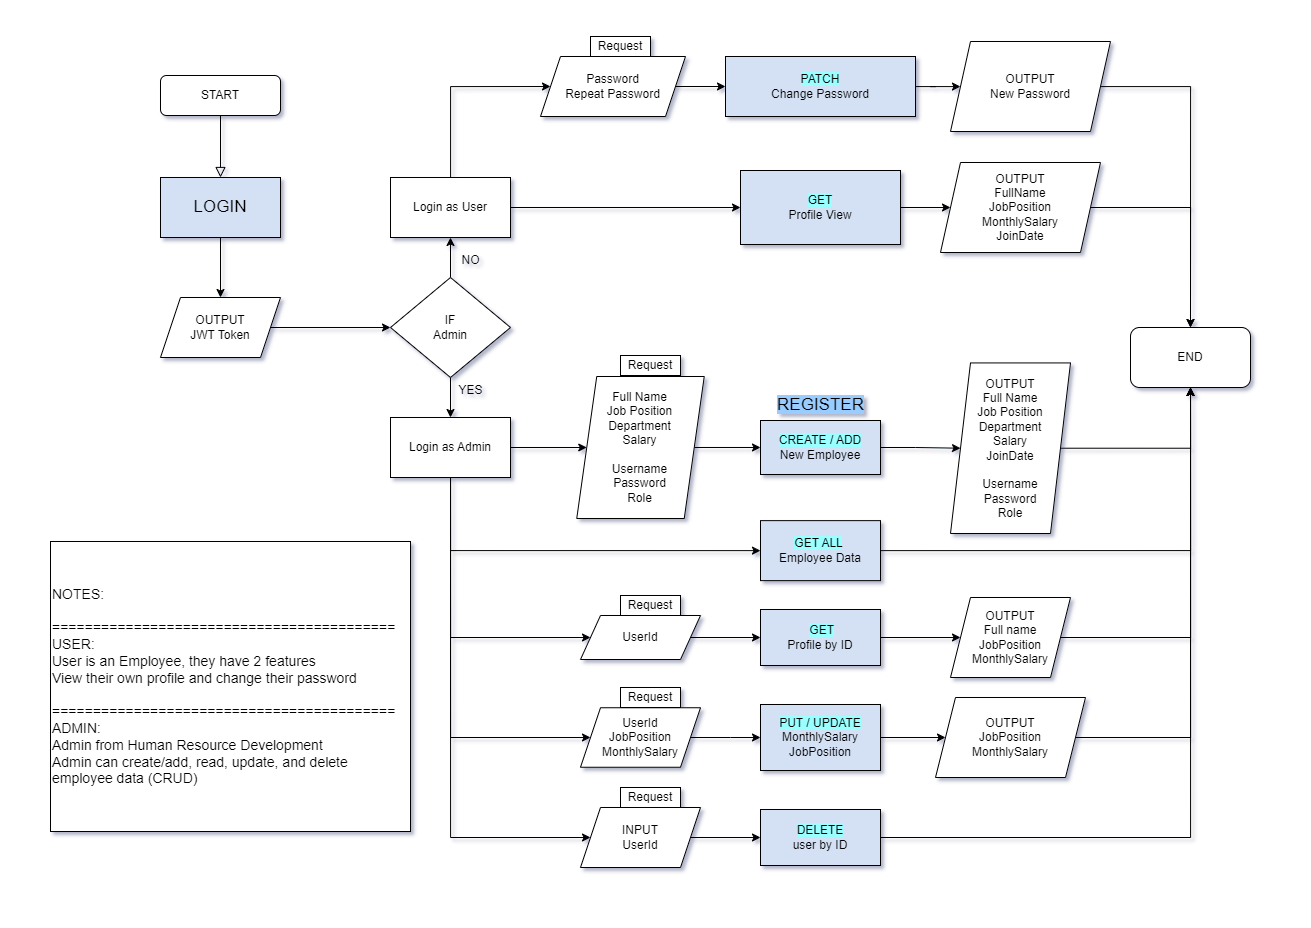 START
LOGIN
OUTPUT
JWT Token
IF
Admin
NO
YES
Login as User
Request
Password
Repeat Password
PATCH
Change Password
OUTPUT
New Password
GET
Profile View
OUTPUT
FullName
JobPosition
MonthlySalary
JoinDate
END
Login as Admin
Request
Full Name
Job Position
Department
Salary
Username
Password
Role
REGISTER
CREATE / ADD
New Employee
OUTPUT
Full Name
Job Position
Department
Salary
JoinDate
Username
Password
Role
GET ALL
Employee Data
Request
UserId
GET
Profile by ID
OUTPUT
Full name
JobPosition
MonthlySalary
Request
UserId
JobPosition
MonthlySalary
PUT / UPDATE
MonthlySalary
JobPosition
OUTPUT
JobPosition
MonthlySalary
Request
INPUT
UserId
DELETE
user by ID
NOTES:
==========================================
USER:
User is an Employee, they have 2 features
View their own profile and change their password
==========================================
ADMIN:
Admin from Human Resource Development
Admin can create/add, read, update, and delete
employee data (CRUD)